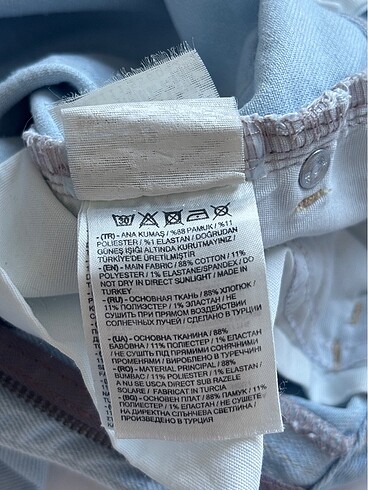 30
- (TR) - ANA KUMAŞ / %88 PAMUK / %11
POLIESTER / %1 ELASTAN / DOĞRUDAN
GÜNEŞ IŞIĞI ALTINDA KURUTMAYINIZ /
TÜRKİYE'DE ÜRETİLMİŞTİR
- (EN) - MAIN FABRIC / 88% COTTON / 11%
POLYESTER / 1% ELASTANE/SPANDEX / DO
NOT DRY IN DIRECT SUNLIGHT / MADE IN
TURKEY
- (RU) - ОСНОВНАЯ ТКАНЬ / 88% ХЛОПОК /
11% ПОЛИЭСТЕР / 1% ЭЛАСТАН / НЕ
СУШИТЬ ПРИ ПРЯМОМ ВОЗДЕЙСТВИИ
СОЛНЕЧНЫХ ЛУЧЕЙ / СДЕЛАНО В ТУРЦИИ
- (UA) - ОСНОВНА ТКАНИНА / 88%
БАВОВНА / 11% ПОЛІЕСТЕР / 1% ЕЛАСТАН
/ НЕ СУШИТИ ПІД ПРЯМИМИ СОНЯЧНИМИ
ПРОМЕНЯМИ / ВИРОБЛЕНО В ТУРЕЧЧИНІ
- (RO) - MATERIAL PRINCIPAL / 88%
BUMBAC / 11% POLIESTER / 1% ELASTAN /
A NU SE USCA DIRECT SUB RAZELE
SOLARE / FABRICAT IN TURCIA
- (BG) - ОСНОВЕН ПЛАТ / 88% ПАМУК / 11%
ПОЛИЕСТЕР / 1% ЕЛАСТАН / НЕ СУШЕТЕ
НА ДИРЕКТНА СЛЪНЧЕВА СВЕТЛИНА /
ПРОИЗВЕДЕНО В ТУРЦИЯ